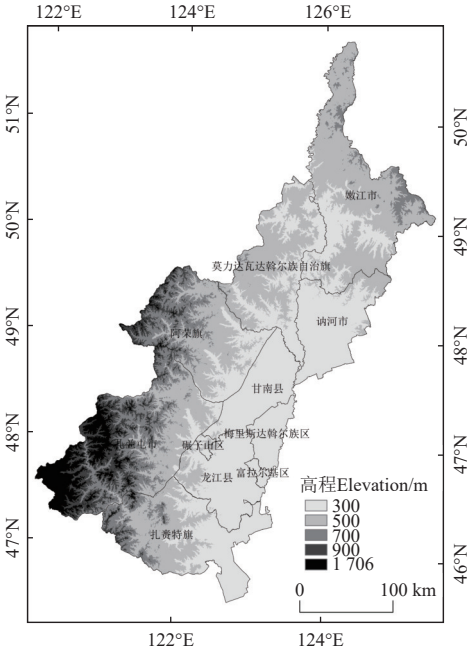 122°E
124°E
126°E
51°N
50°N
49°N
48°N
47°N
50°N
49°N
48°N
47°N
46°N
嫩江市
莫力达瓦达斡尔族自治旗
讷河市
阿荣旗
甘南县
扎兰屯市
碾子山区
梅里斯达斡尔族区
龙江县
富拉尔基区
扎赉特旗
高程Elevation/m
300
500
700
900
1 706
0
100 km
122°E
124°E